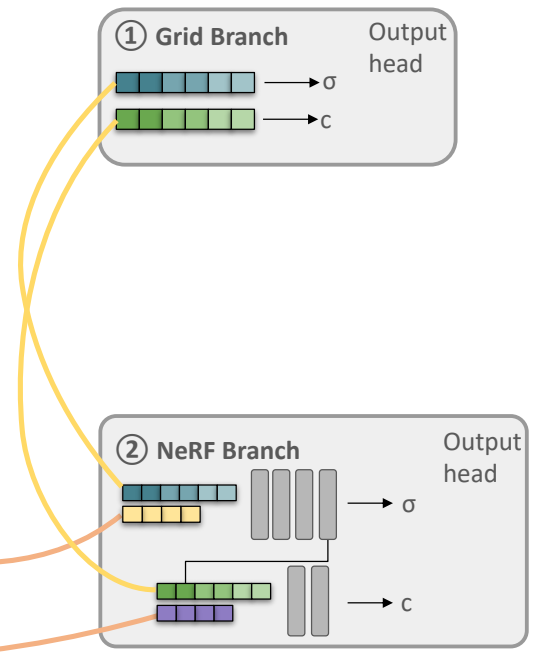 ① Grid Branch
Output
head
σ
c
② NeRF Branch
Output
head
σ
c